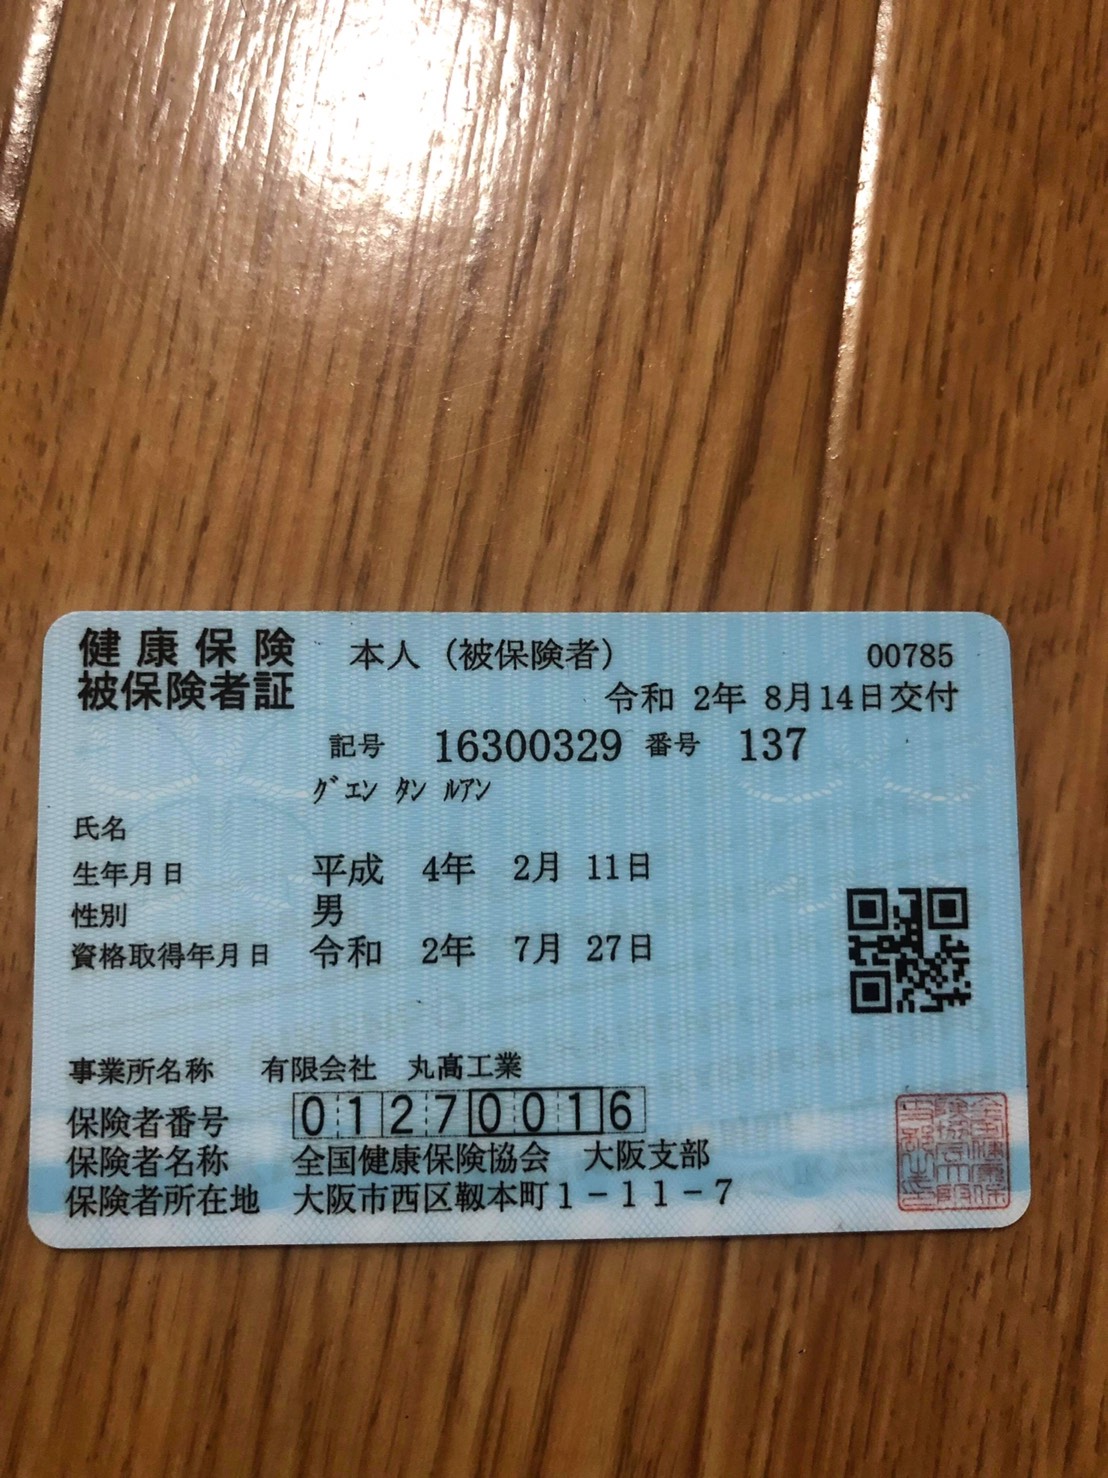 健康保険 本人（被保険者） 00785
被保険者証 令和 2年 8月14日交付
記号 16300329 番号 137
ｸﾞエン タン ルアン
氏名
生年月日 平成 4年 2月 11日
性別 男
資格取得年月日 令和 2年 7月 27日
事業所名称 有限会社 丸髙工業
保険者番号 01270016
保険者名称 全国健康保険協会 大阪支部
保険者所在地 大阪市西区靱本町1－11－7